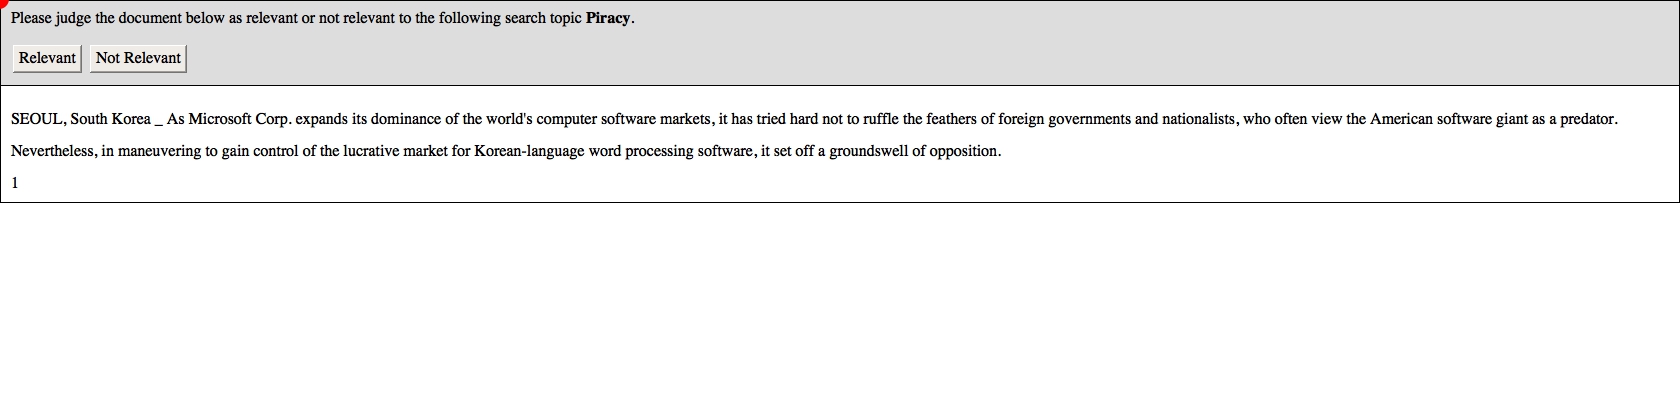 Please judge the document below as relevant or not relevant to the following search topic Piracy.
Relevant Not Relevant
SEOUL, South Korea _ As Microsoft Corp. expands its dominance of the world's computer software markets, it has tried hard not to ruffle the feathers of foreign governments and nationalists, who often view the American software giant as a predator.
Nevertheless, in maneuvering to gain control of the lucrative market for Korean-language word processing software, it set off a groundswell of opposition.
1